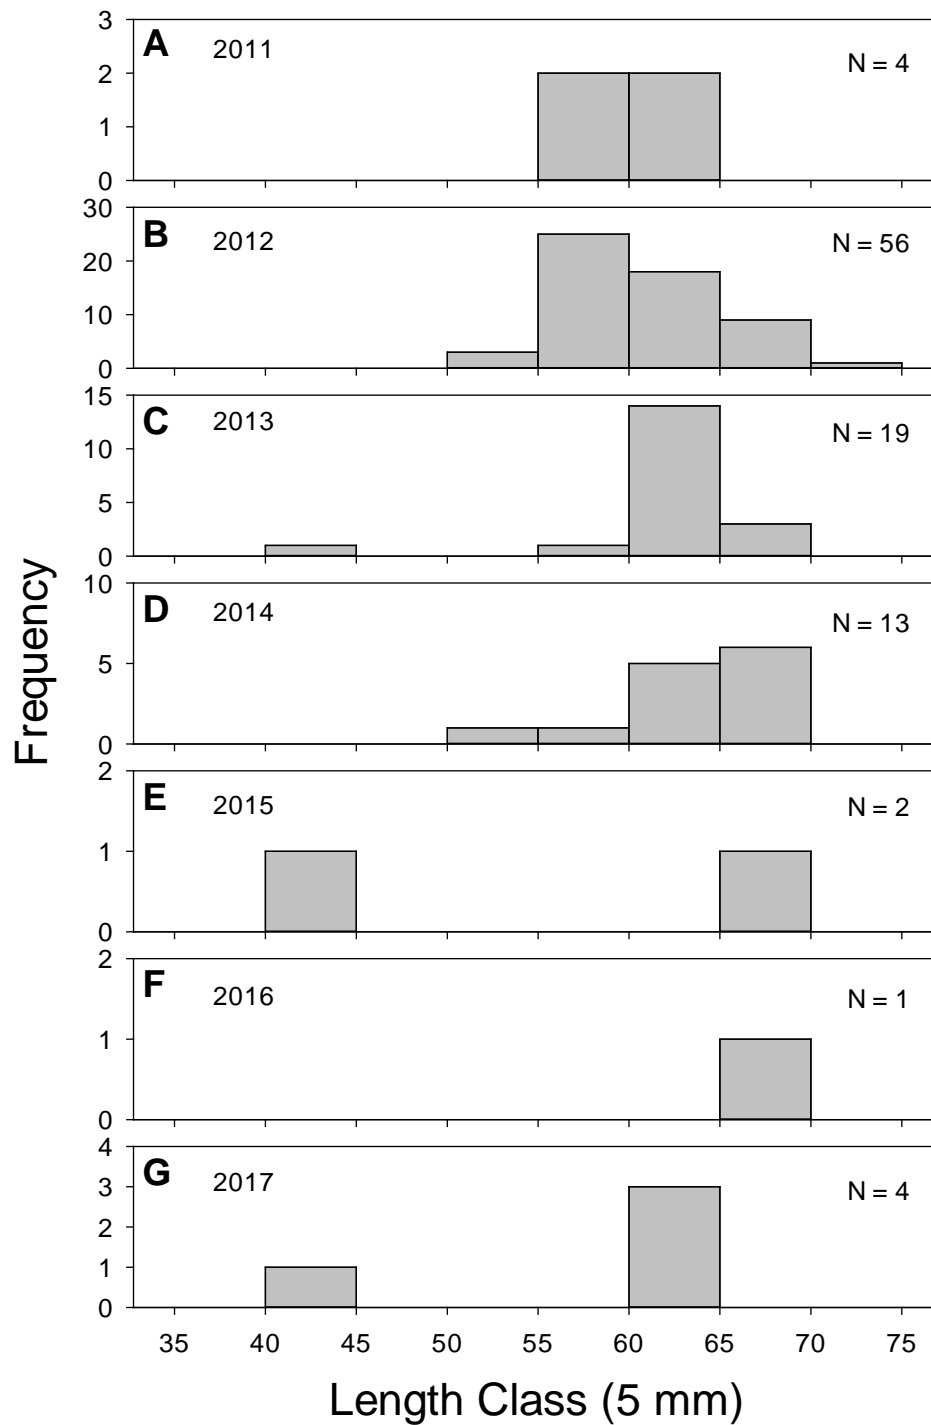 A 2011 N = 4
3
2
1
0
B 2012 N = 56
30
20
10
0
C 2013 N = 19
15
10
5
0
D 2014 N = 13
10
5
0
E 2015 N = 2
2
1
0
F 2016 N = 1
2
1
0
G 2017 N = 4
4
3
2
1
0
Frequency
35 40 45 50 55 60 65 70 75
Length Class (5 mm)